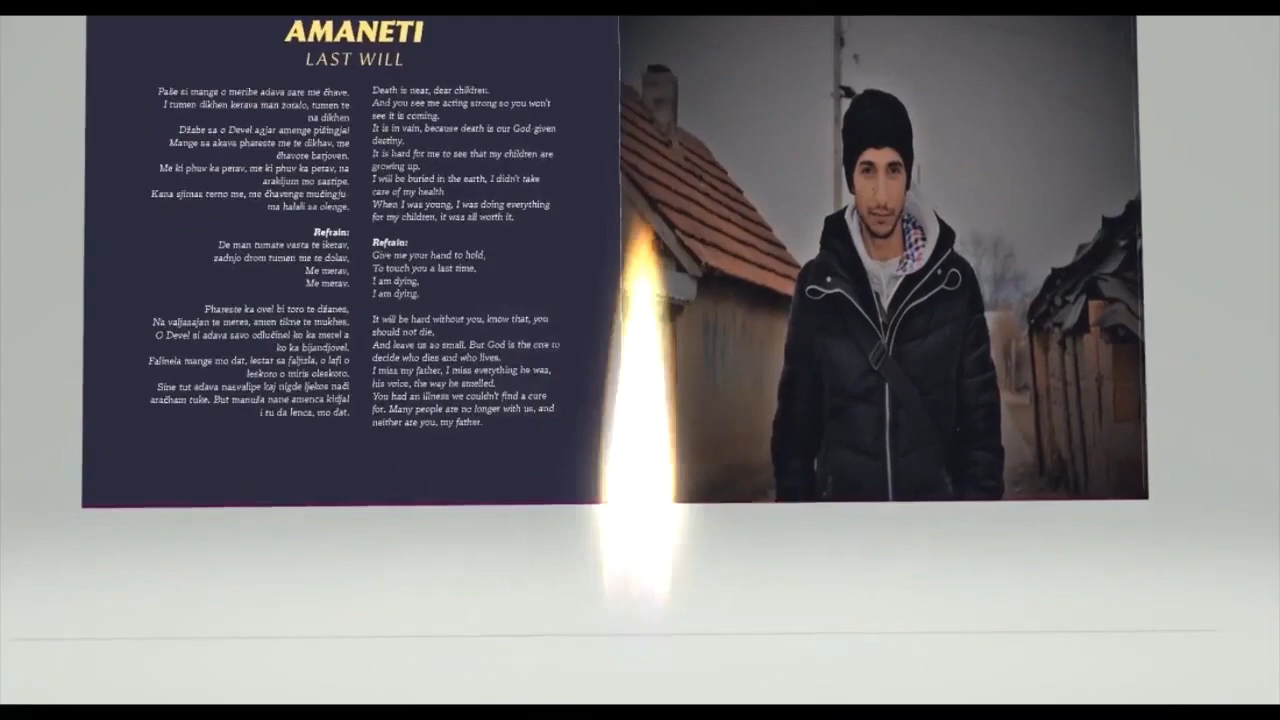 AMANETI
LAST WILL
Paše si mange o meribe adava sare me čhave.
I tumen dikhen kerava man zoralo, tumen te
na dikhen
Džabe sa o Devel agjar amenge pišingja!
Mange sa akava phareste me te dikhav, me
čhavore barjoven.
Me ki phuv ka perav, me ki phuv ka perav, na
arakljum mo sastipe.
Kana sjimas terno me, me čhavenge mučingju-
ma halali sa olenge.
Refrain:
De man tumare vasta te ikerav,
zadnjo drom tumen me te dolav,
Me merav,
Me merav.
Phareste ka ovel bi toro te džanes,
Na valjasajan te meres, amen tikne te mukhes.
O Devel si adava savo odlučinel ko ka merel a
ko ka bijandjovel.
Falinela mange mo dat, lestar sa faljizla, o lafi o
leskoro o miris oleskoro.
Sine tut adava nasvalipe kaj nigde ljekos nači
aračham tuke. But manuša nane amenca kidjal
i tu da lenca, mo dat.
Death is near, dear children.
And you see me acting strong so you won't
see it is coming.
It is in vain, because death is our God-given
destiny.
It is hard for me to see that my children are
growing up.
I will be buried in the earth, I didn't take
care of my health
When I was young, I was doing everything
for my children, it was all worth it.
Refrain:
Give me your hand to hold,
To touch you a last time,
I am dying,
I am dying.
It will be hard without you, know that, you
should not die,
And leave us so small. But God is the one to
decide who dies and who lives.
I miss my father, I miss everything he was,
his voice, the way he smelled.
You had an illness we couldn't find a cure
for. Many people are no longer with us, and
neither are you, my father.